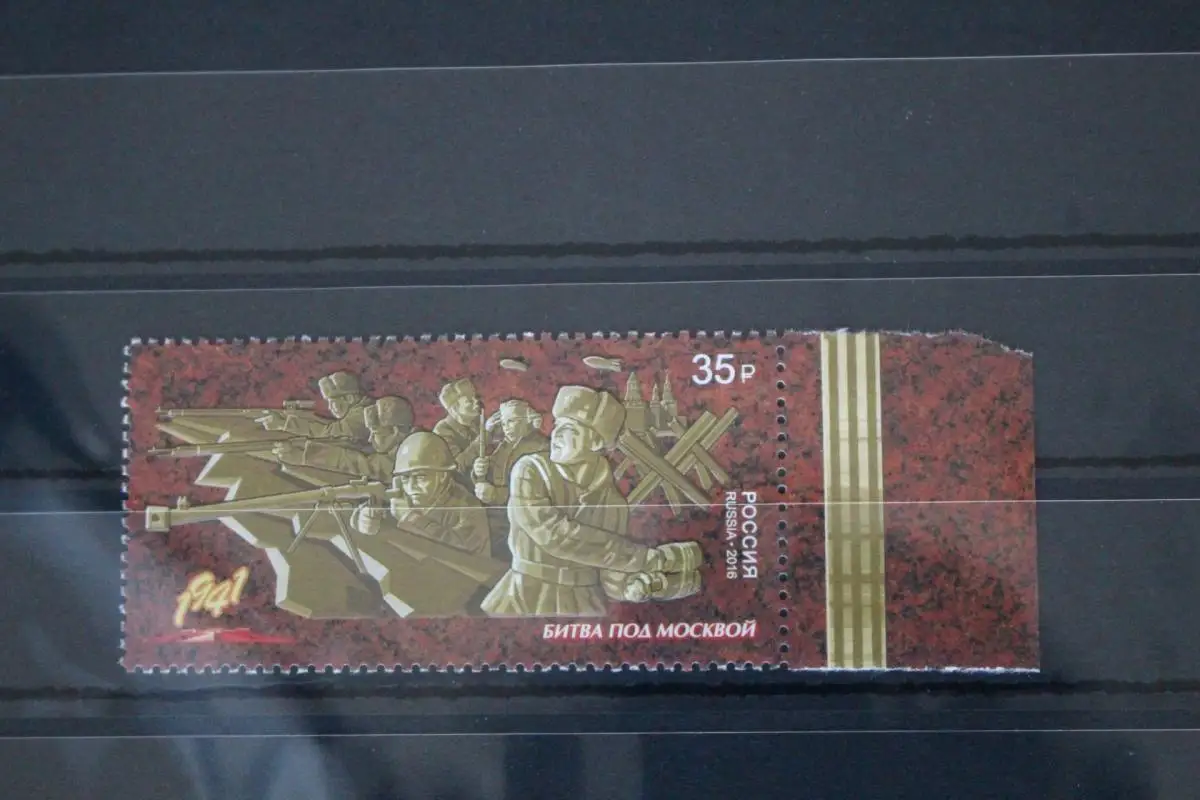 35₽
РОССИЯ
RUSSIA • 2016
1941
БИТВА ПОД МОСКВОЙ